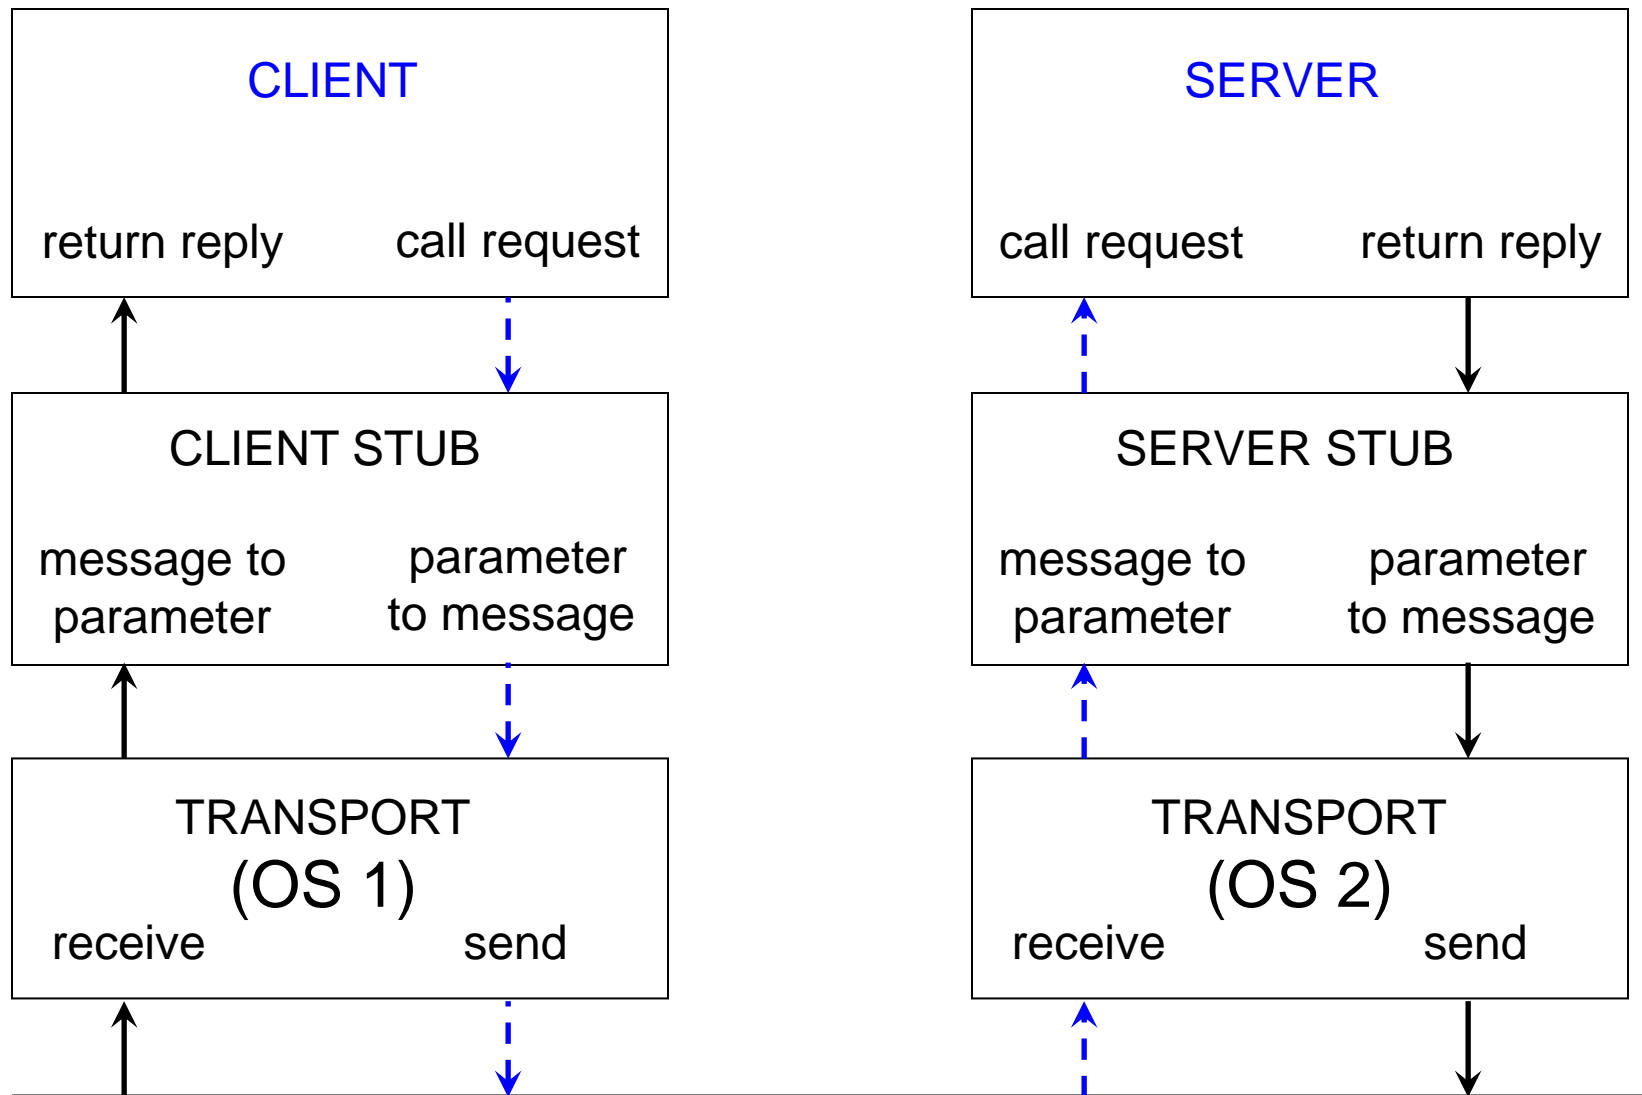 CLIENT
return reply
call request
CLIENT STUB
message to
parameter
parameter
to message
TRANSPORT
(OS 1)
receive
send
SERVER
call request
return reply
SERVER STUB
message to
parameter
parameter
to message
TRANSPORT
(OS 2)
receive
send